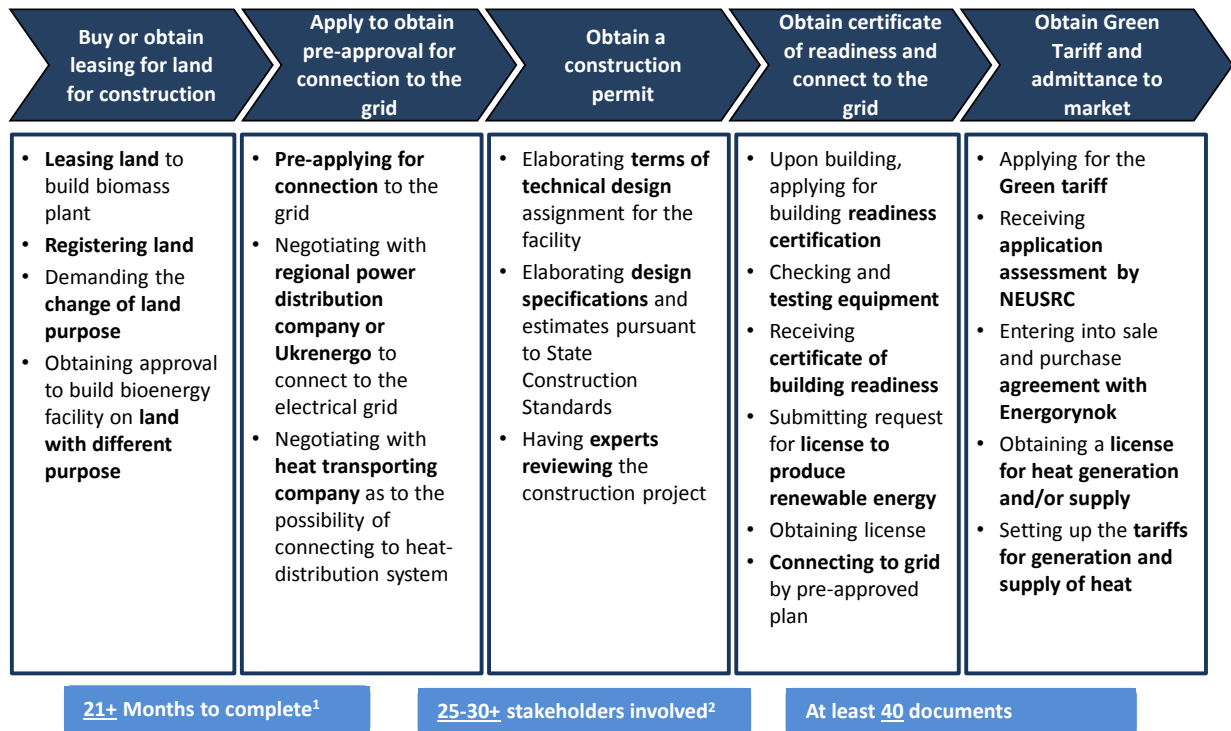 Buy or obtain
leasing for land
for construction
Apply to obtain
pre-approval for
connection to the
grid
Obtain a
construction
permit
Obtain certificate
of readiness and
connect to the
grid
Obtain Green
Tariff and
admittance to
market
• Leasing land to
build biomass
plant
• Registering land
• Demanding the
change of land
purpose
• Obtaining approval
to build bioenergy
facility on land
with different
purpose
• Pre-applying for
connection to the
grid
• Negotiating with
regional power
distribution
company or
Ukrenergo to
connect to the
electrical grid
• Negotiating with
heat transporting
company as to the
possibility of
connecting to heat-
distribution system
• Elaborating terms of
technical design
assignment for the
facility
• Elaborating design
specifications and
estimates pursuant
to State
Construction
Standards
• Having experts
reviewing the
construction project
• Upon building,
applying for
building readiness
certification
• Checking and
testing equipment
• Receiving
certificate of
building readiness
• Submitting request
for license to
produce
renewable energy
• Obtaining license
• Connecting to grid
by pre-approved
plan
• Applying for the
Green tariff
• Receiving
application
assessment by
NEUSRC
• Entering into sale
and purchase
agreement with
Energorynok
• Obtaining a license
for heat generation
and/or supply
• Setting up the tariffs
for generation and
supply of heat
21+ Months to complete1
25-30+ stakeholders involved2
At least 40 documents